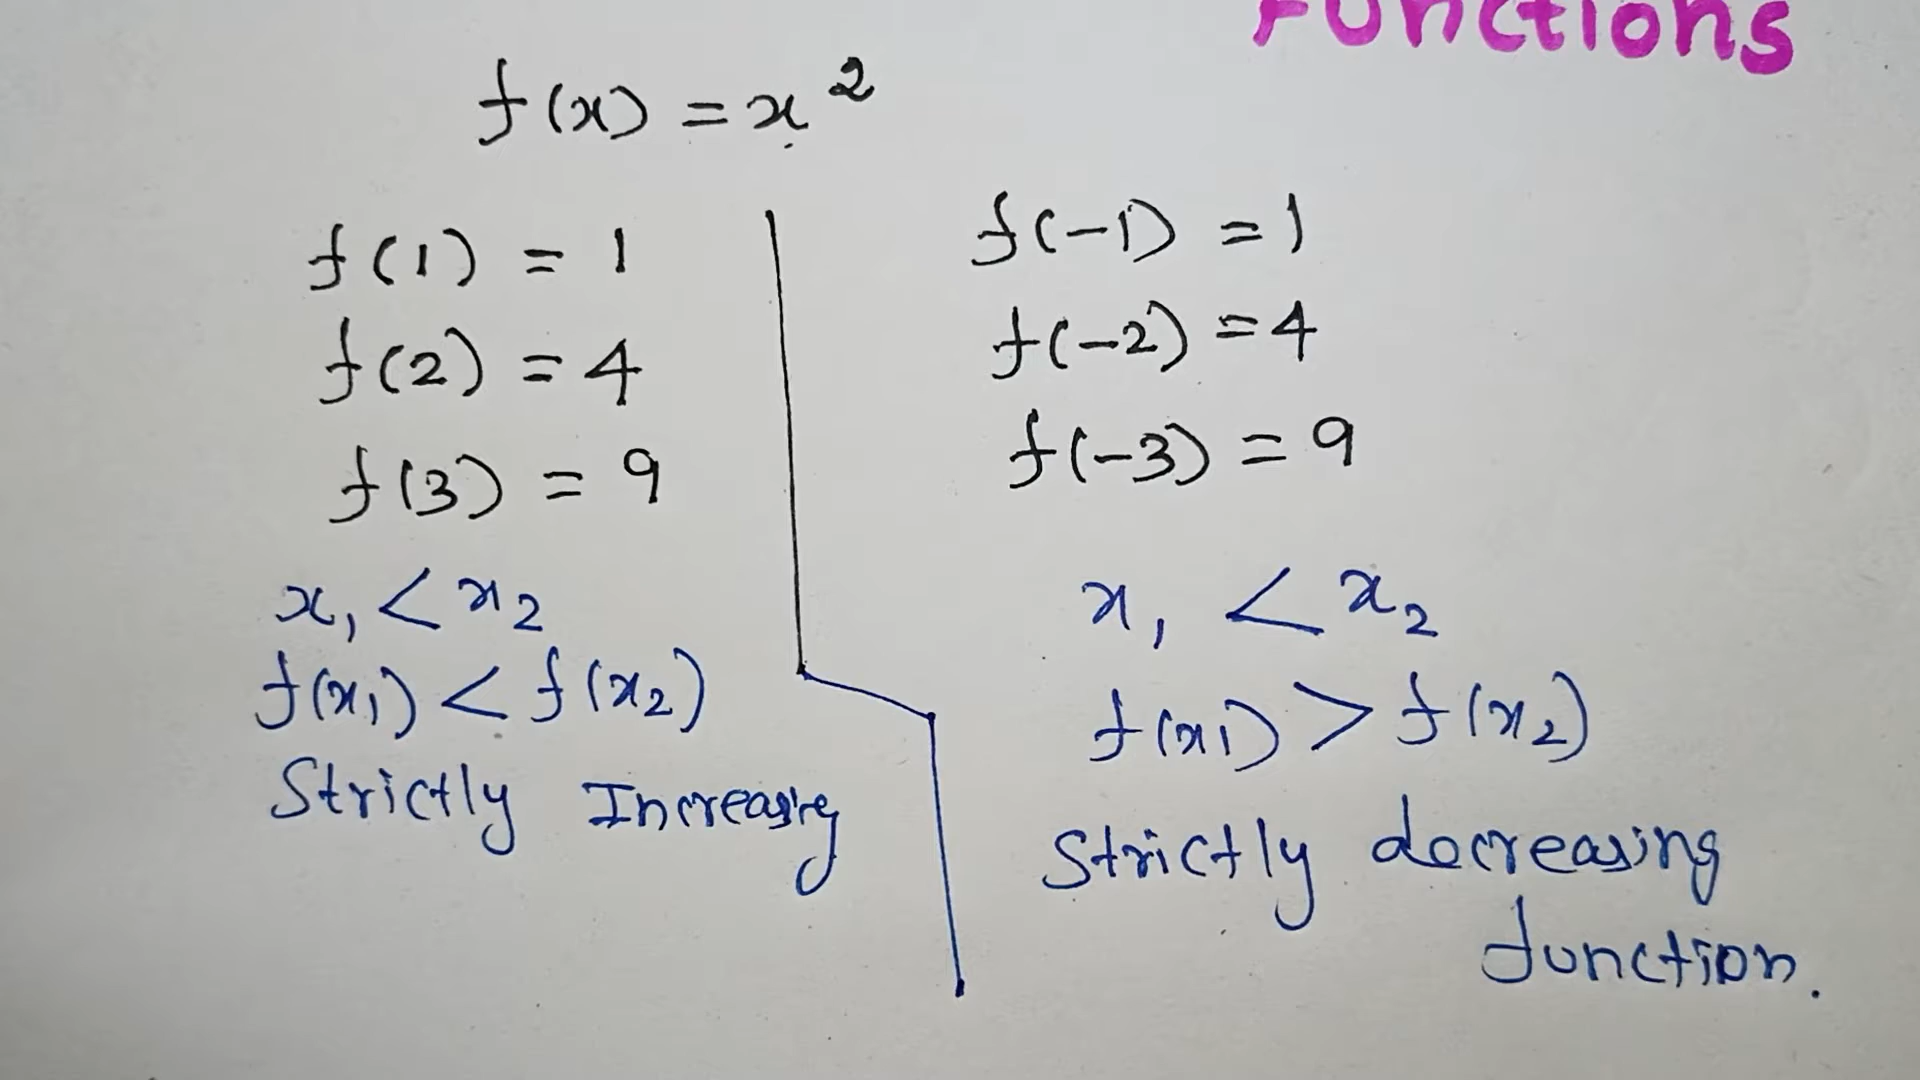 Functions
f(x) = x²
f(1) = 1
f(2) = 4
f(3) = 9
x₁ < x₂
f(x₁) < f(x₂)
Strictly Increasing
f(-1) = 1
f(-2) = 4
f(-3) = 9
x₁ < x₂
f(x₁) > f(x₂)
Strictly decreasing
function.